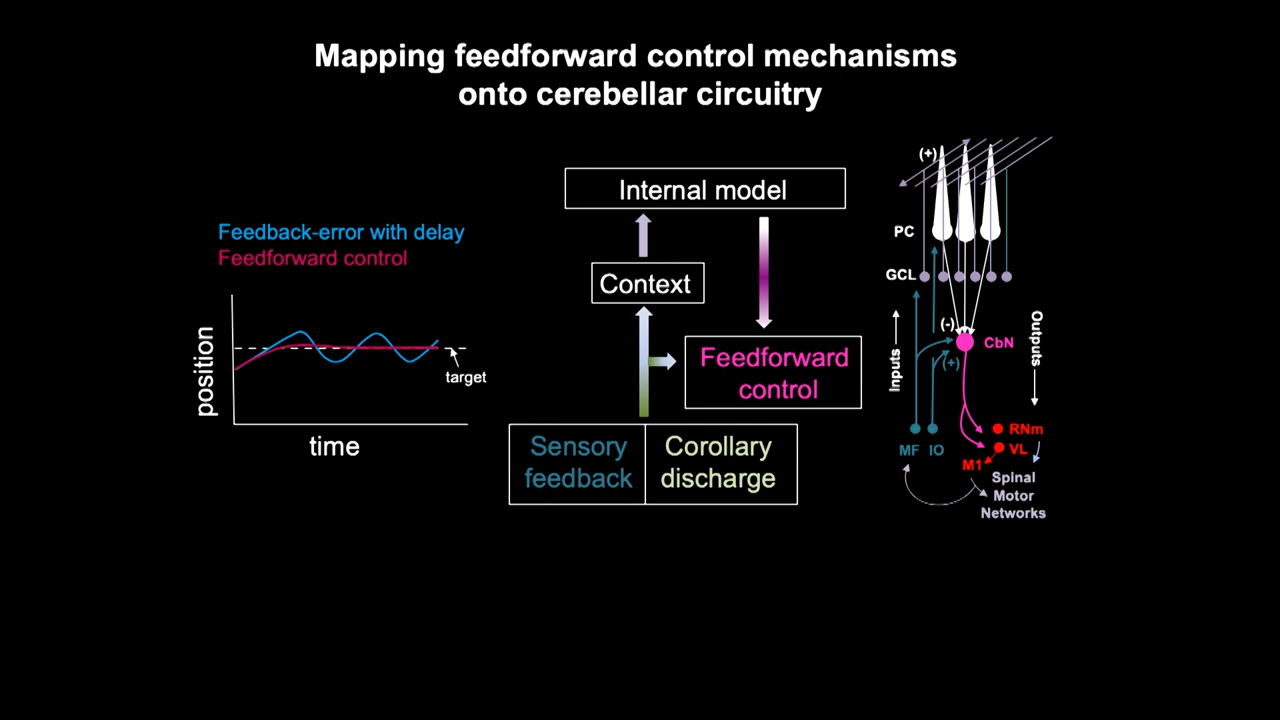 Mapping feedforward control mechanisms
onto cerebellar circuitry
Feedback-error with delay
Feedforward control
position
time
target
Internal model
Context
Feedforward
control
Sensory
feedback
Corollary
discharge
(+)
PC
GCL
(-)
CbN
(+)
Inputs
Outputs
MF
IO
RNm
VL
M1
Spinal
Motor
Networks